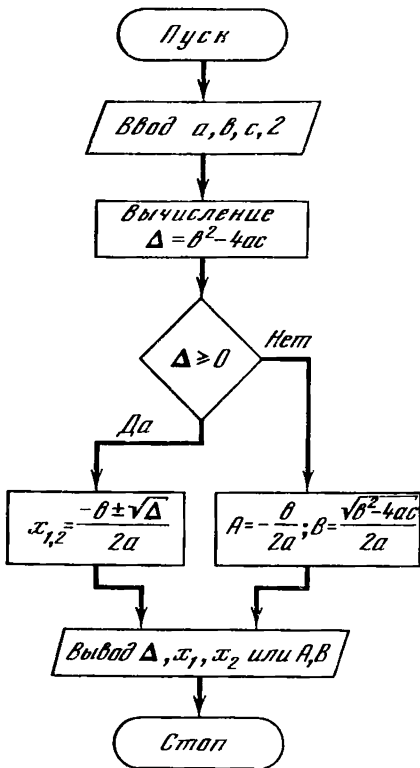 Пуск
Ввод a, в, c, 2
Вычисление
Δ = в² − 4ac
Δ ⩾ 0
Нет
Да
x₁,₂ = (−в ± √Δ) / 2a
A = − в / 2a ; B = √(в² − 4ac) / 2a
Вывод Δ, x₁, x₂ или A, B
Стоп